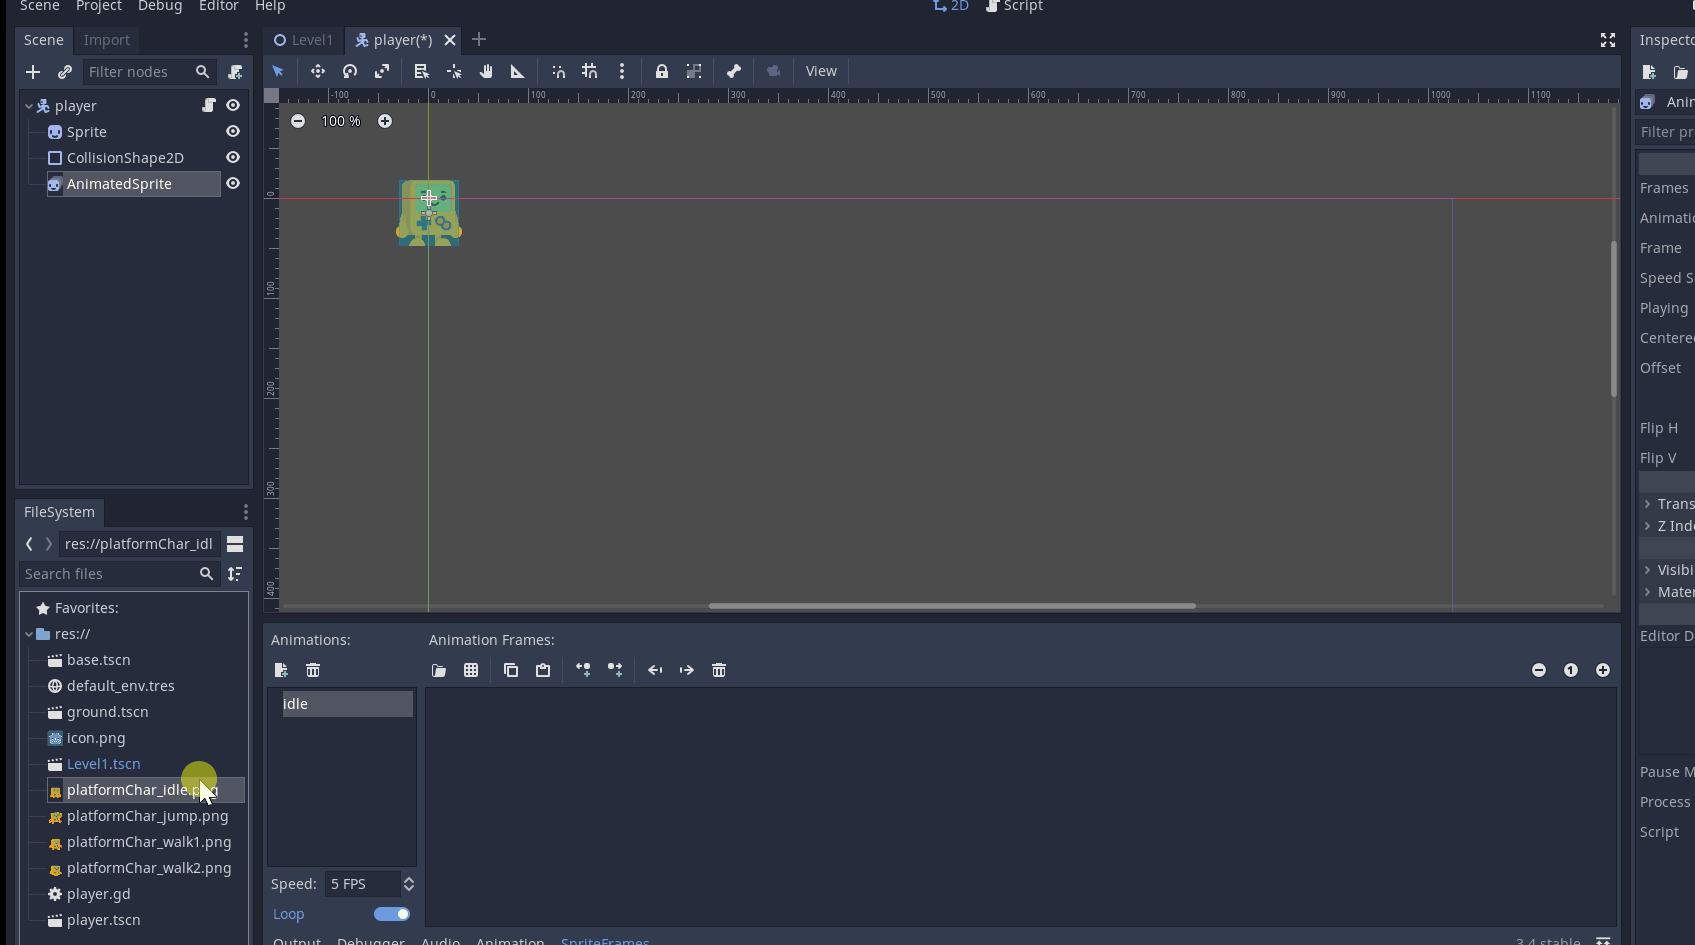 Scene Project Debug Editor Help 2D Script
Scene Import Level1 player(*) Inspecto
Filter nodes View
-100 0 100 200 300 400 500 600 700 800 900 1000 1100
player Anin
100 %
Sprite Filter pr
CollisionShape2D
AnimatedSprite
0
100
200
300
400
Frames
Animatio
Frame
Speed S
Playing
Centere
Offset
Flip H
Flip V
Trans
Z Inde
Visibi
Mater
Editor D
Pause M
Process
Script
FileSystem
res://platformChar_idl
Search files
Favorites:
res://
base.tscn
default_env.tres
ground.tscn
icon.png
Level1.tscn
platformChar_idle.png
platformChar_jump.png
platformChar_walk1.png
platformChar_walk2.png
player.gd
player.tscn
Animations: Animation Frames:
1
idle
Speed: 5 FPS
Loop
Output Debugger Audio Animation SpriteFrames 3.4.stable